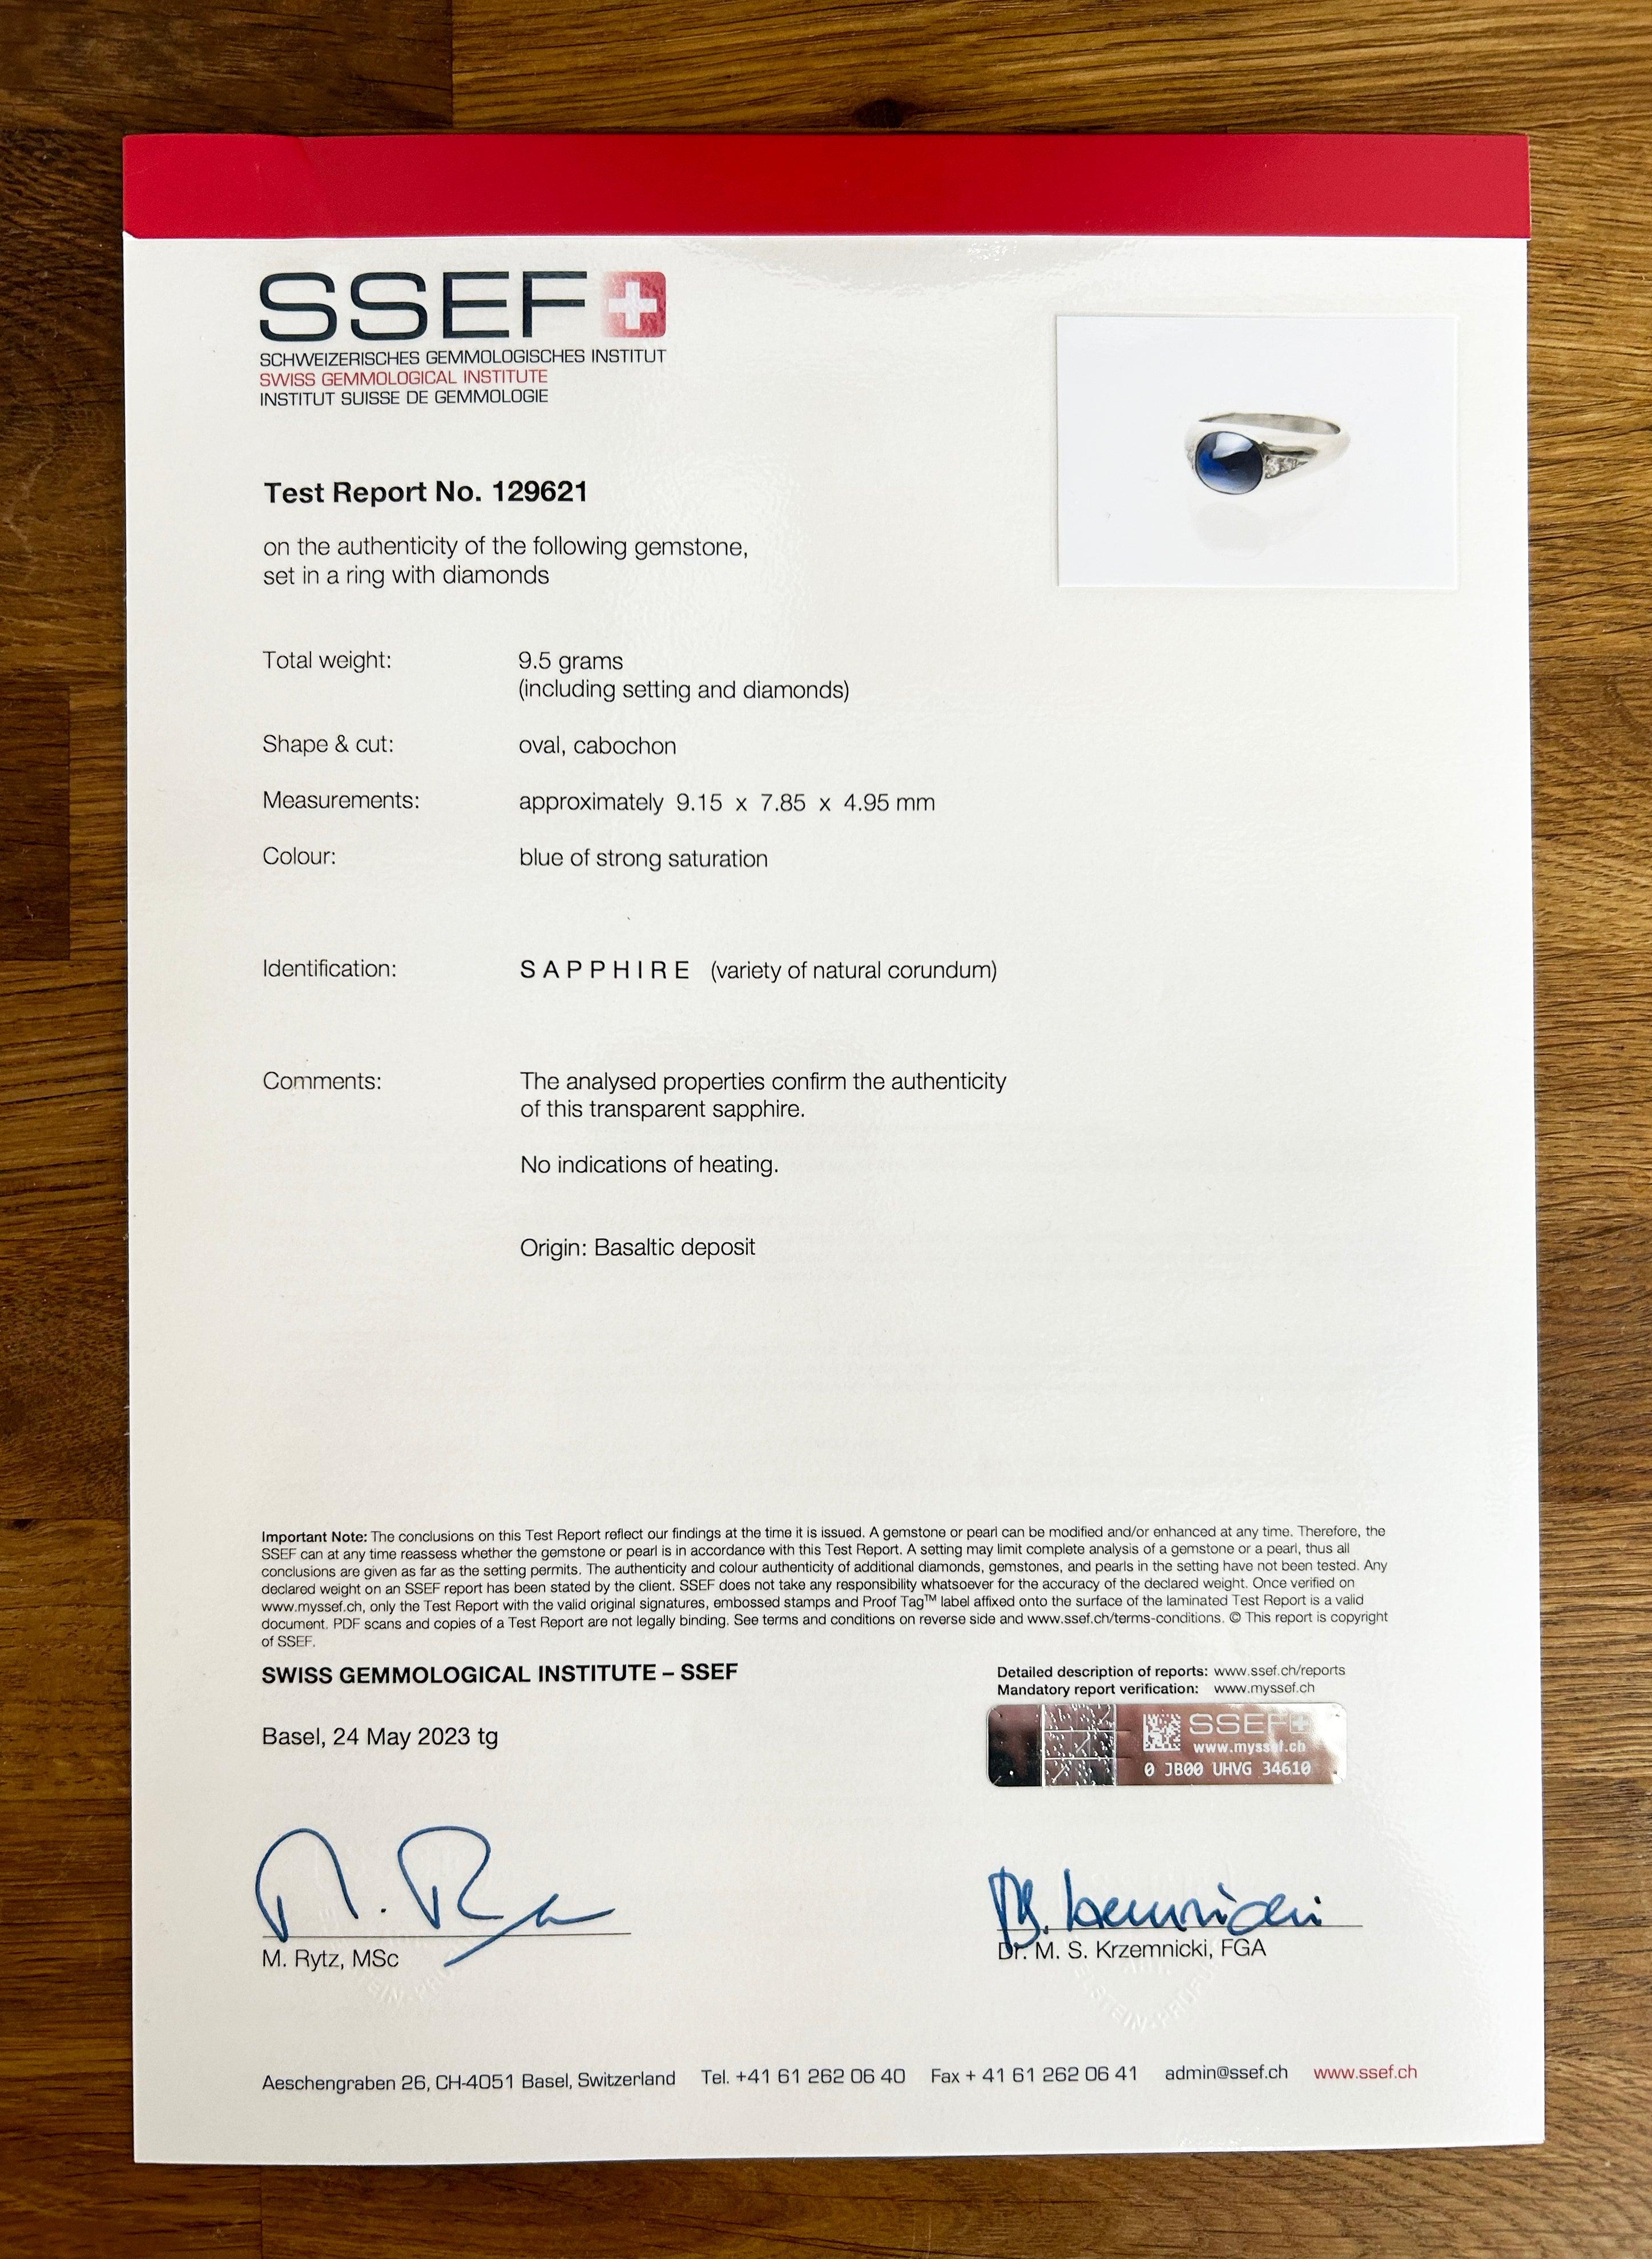 SSEF
SCHWEIZERISCHES GEMMOLOGISCHES INSTITUT
SWISS GEMMOLOGICAL INSTITUTE
INSTITUT SUISSE DE GEMMOLOGIE
Test Report No. 129621
on the authenticity of the following gemstone,
set in a ring with diamonds
Total weight: 9.5 grams
(including setting and diamonds)
Shape & cut: oval, cabochon
Measurements: approximately 9.15 x 7.85 x 4.95 mm
Colour: blue of strong saturation
Identification: SAPPHIRE (variety of natural corundum)
Comments: The analysed properties confirm the authenticity
of this transparent sapphire.
No indications of heating.
Origin: Basaltic deposit
Important Note: The conclusions on this Test Report reflect our findings at the time it is issued. A gemstone or pearl can be modified and/or enhanced at any time. Therefore, the
SSEF can at any time reassess whether the gemstone or pearl is in accordance with this Test Report. A setting may limit complete analysis of a gemstone or a pearl, thus all
conclusions are given as far as the setting permits. The authenticity and colour authenticity of additional diamonds, gemstones, and pearls in the setting have not been tested. Any
declared weight on an SSEF report has been stated by the client. SSEF does not take any responsibility whatsoever for the accuracy of the declared weight. Once verified on
www.myssef.ch, only the Test Report with the valid original signatures, embossed stamps and Proof Tag™ label affixed onto the surface of the laminated Test Report is a valid
document. PDF scans and copies of a Test Report are not legally binding. See terms and conditions on reverse side and www.ssef.ch/terms-conditions. © This report is copyright
of SSEF.
SWISS GEMMOLOGICAL INSTITUTE – SSEF
Detailed description of reports: www.ssef.ch/reports
Mandatory report verification: www.myssef.ch
SSEF
www.myssef.ch
0 JB00 UHVG 34610
Basel, 24 May 2023 tg
M. Rytz, MSc
Dr. M. S. Krzemnicki, FGA
Aeschengraben 26, CH-4051 Basel, Switzerland Tel. +41 61 262 06 40 Fax + 41 61 262 06 41 admin@ssef.ch www.ssef.ch